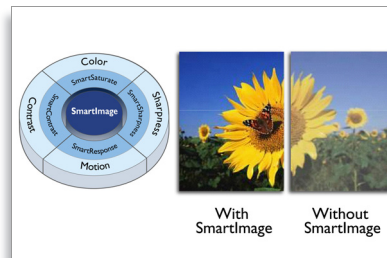 Color
SmartSaturate
Contrast
SmartContrast
SmartImage
SmartSharpness
Sharpness
SmartResponse
Motion
With
SmartImage
Without
SmartImage